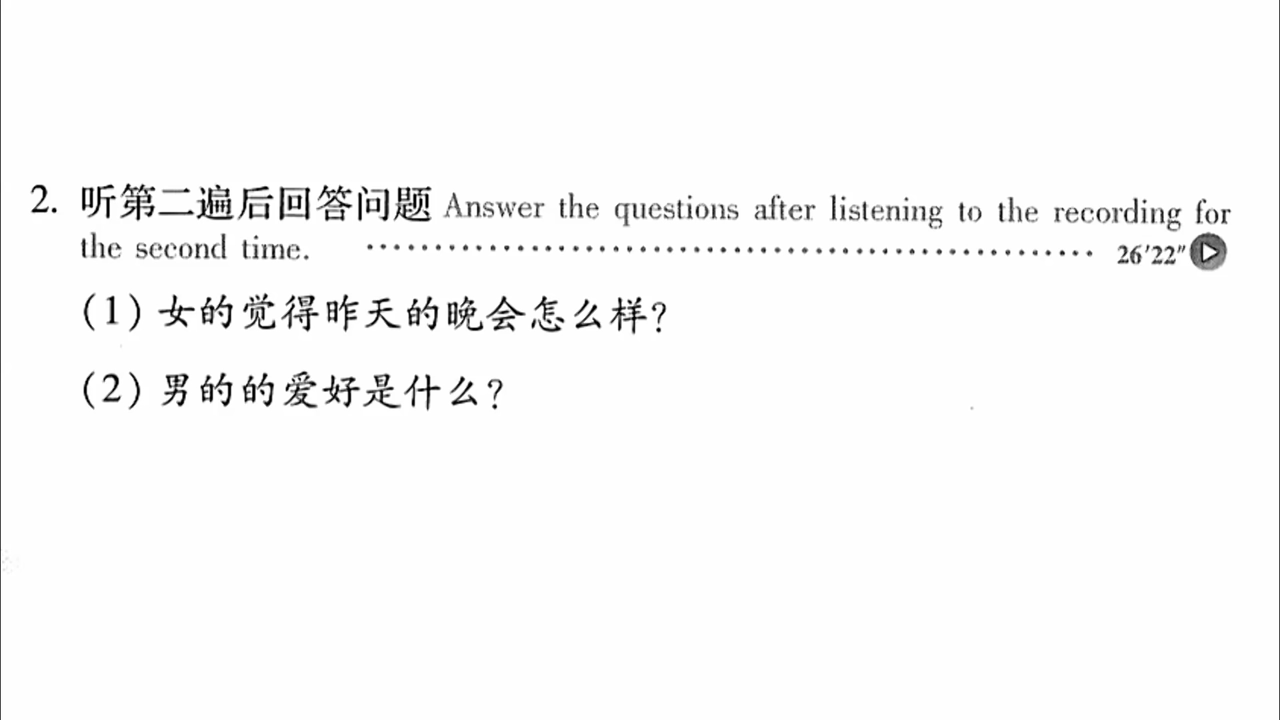 2. 听第二遍后回答问题 Answer the questions after listening to the recording for
the second time. ...................................................... 26′22″
(1) 女的觉得昨天的晚会怎么样?
(2) 男的的爱好是什么?